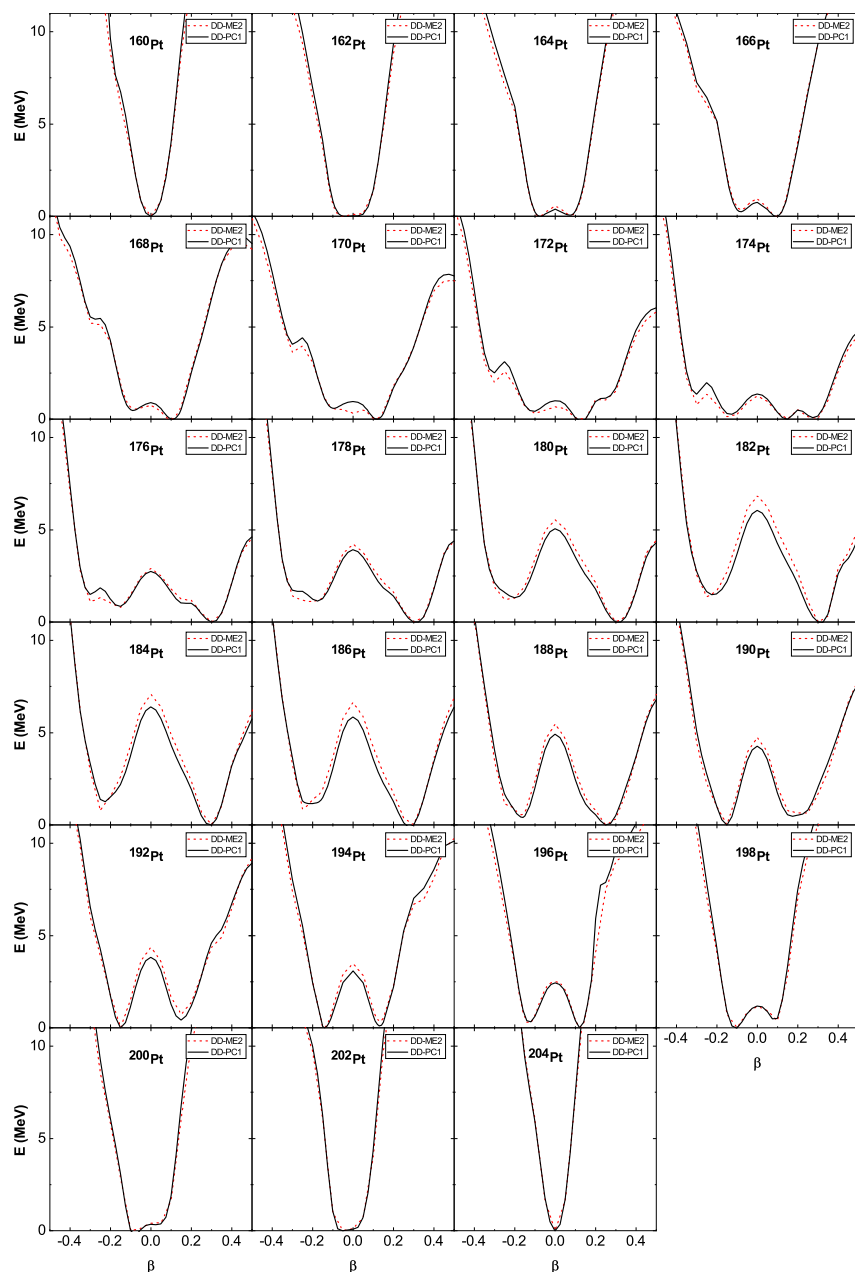 160Pt
DD-ME2
DD-PC1
162Pt
DD-ME2
DD-PC1
164Pt
DD-ME2
DD-PC1
166Pt
DD-ME2
DD-PC1
10
5
0
E (MeV)
168Pt
DD-ME2
DD-PC1
170Pt
DD-ME2
DD-PC1
172Pt
DD-ME2
DD-PC1
174Pt
DD-ME2
DD-PC1
10
5
0
E (MeV)
176Pt
DD-ME2
DD-PC1
178Pt
DD-ME2
DD-PC1
180Pt
DD-ME2
DD-PC1
182Pt
DD-ME2
DD-PC1
10
5
0
E (MeV)
184Pt
DD-ME2
DD-PC1
186Pt
DD-ME2
DD-PC1
188Pt
DD-ME2
DD-PC1
190Pt
DD-ME2
DD-PC1
10
5
0
E (MeV)
192Pt
DD-ME2
DD-PC1
194Pt
DD-ME2
DD-PC1
196Pt
DD-ME2
DD-PC1
198Pt
DD-ME2
DD-PC1
10
5
0
E (MeV)
-0.4 -0.2 0.0 0.2 0.4
β
200Pt
DD-ME2
DD-PC1
202Pt
DD-ME2
DD-PC1
204Pt
DD-ME2
DD-PC1
10
5
0
E (MeV)
-0.4 -0.2 0.0 0.2 0.4
β
-0.4 -0.2 0.0 0.2 0.4
β
-0.4 -0.2 0.0 0.2 0.4
β